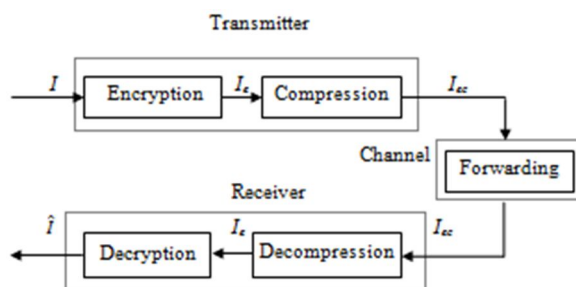 Transmitter
I
Encryption
Ie
Compression
Iec
Channel
Forwarding
Receiver
Î
Decryption
Ie
Decompression
Iec